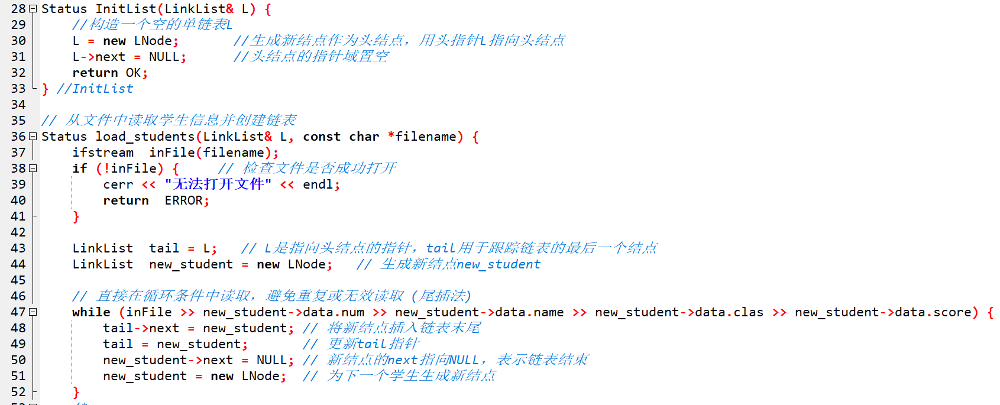 28 Status InitList(LinkList& L) {
29 //构造一个空的单链表L
30 L = new LNode; //生成新结点作为头结点，用头指针L指向头结点
31 L->next = NULL; //头结点的指针域置空
32 return OK;
33 } //InitList
34
35 // 从文件中读取学生信息并创建链表
36 Status load_students(LinkList& L, const char *filename) {
37 ifstream inFile(filename);
38 if (!inFile) { // 检查文件是否成功打开
39 cerr << "无法打开文件" << endl;
40 return ERROR;
41 }
42
43 LinkList tail = L; // L是指向头结点的指针，tail用于跟踪链表的最后一个结点
44 LinkList new_student = new LNode; // 生成新结点new_student
45
46 // 直接在循环条件中读取，避免重复或无效读取 (尾插法)
47 while (inFile >> new_student->data.num >> new_student->data.name >> new_student->data.clas >> new_student->data.score) {
48 tail->next = new_student; // 将新结点插入链表末尾
49 tail = new_student; // 更新tail指针
50 new_student->next = NULL; // 新结点的next指向NULL，表示链表结束
51 new_student = new LNode; // 为下一个学生生成新结点
52 }